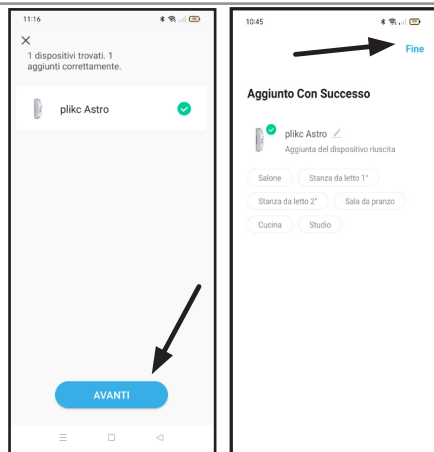 11:16
1 dispositivi trovati. 1
aggiunti correttamente.
plikc Astro
AVANTI
10:45
Fine
Aggiunto Con Successo
plikc Astro
Aggiunta del dispositivo riuscita
Salone
Stanza da letto 1°
Stanza da letto 2°
Sala da pranzo
Cucina
Studio